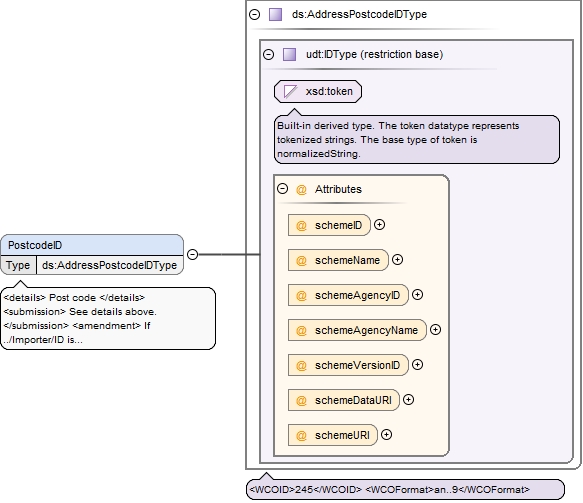 ds:AddressPostcodeIDType
udt:IDType (restriction base)
xsd:token
Built-in derived type. The token datatype represents
tokenized strings. The base type of token is
normalizedString.
@ Attributes
@ schemeID
@ schemeName
@ schemeAgencyID
@ schemeAgencyName
@ schemeVersionID
@ schemeDataURI
@ schemeURI
PostcodeID
Type ds:AddressPostcodeIDType
<details> Post code </details>
<submission> See details above.
</submission> <amendment> If
../Importer/ID is...
<WCOID>245</WCOID> <WCOFormat>an..9</WCOFormat>